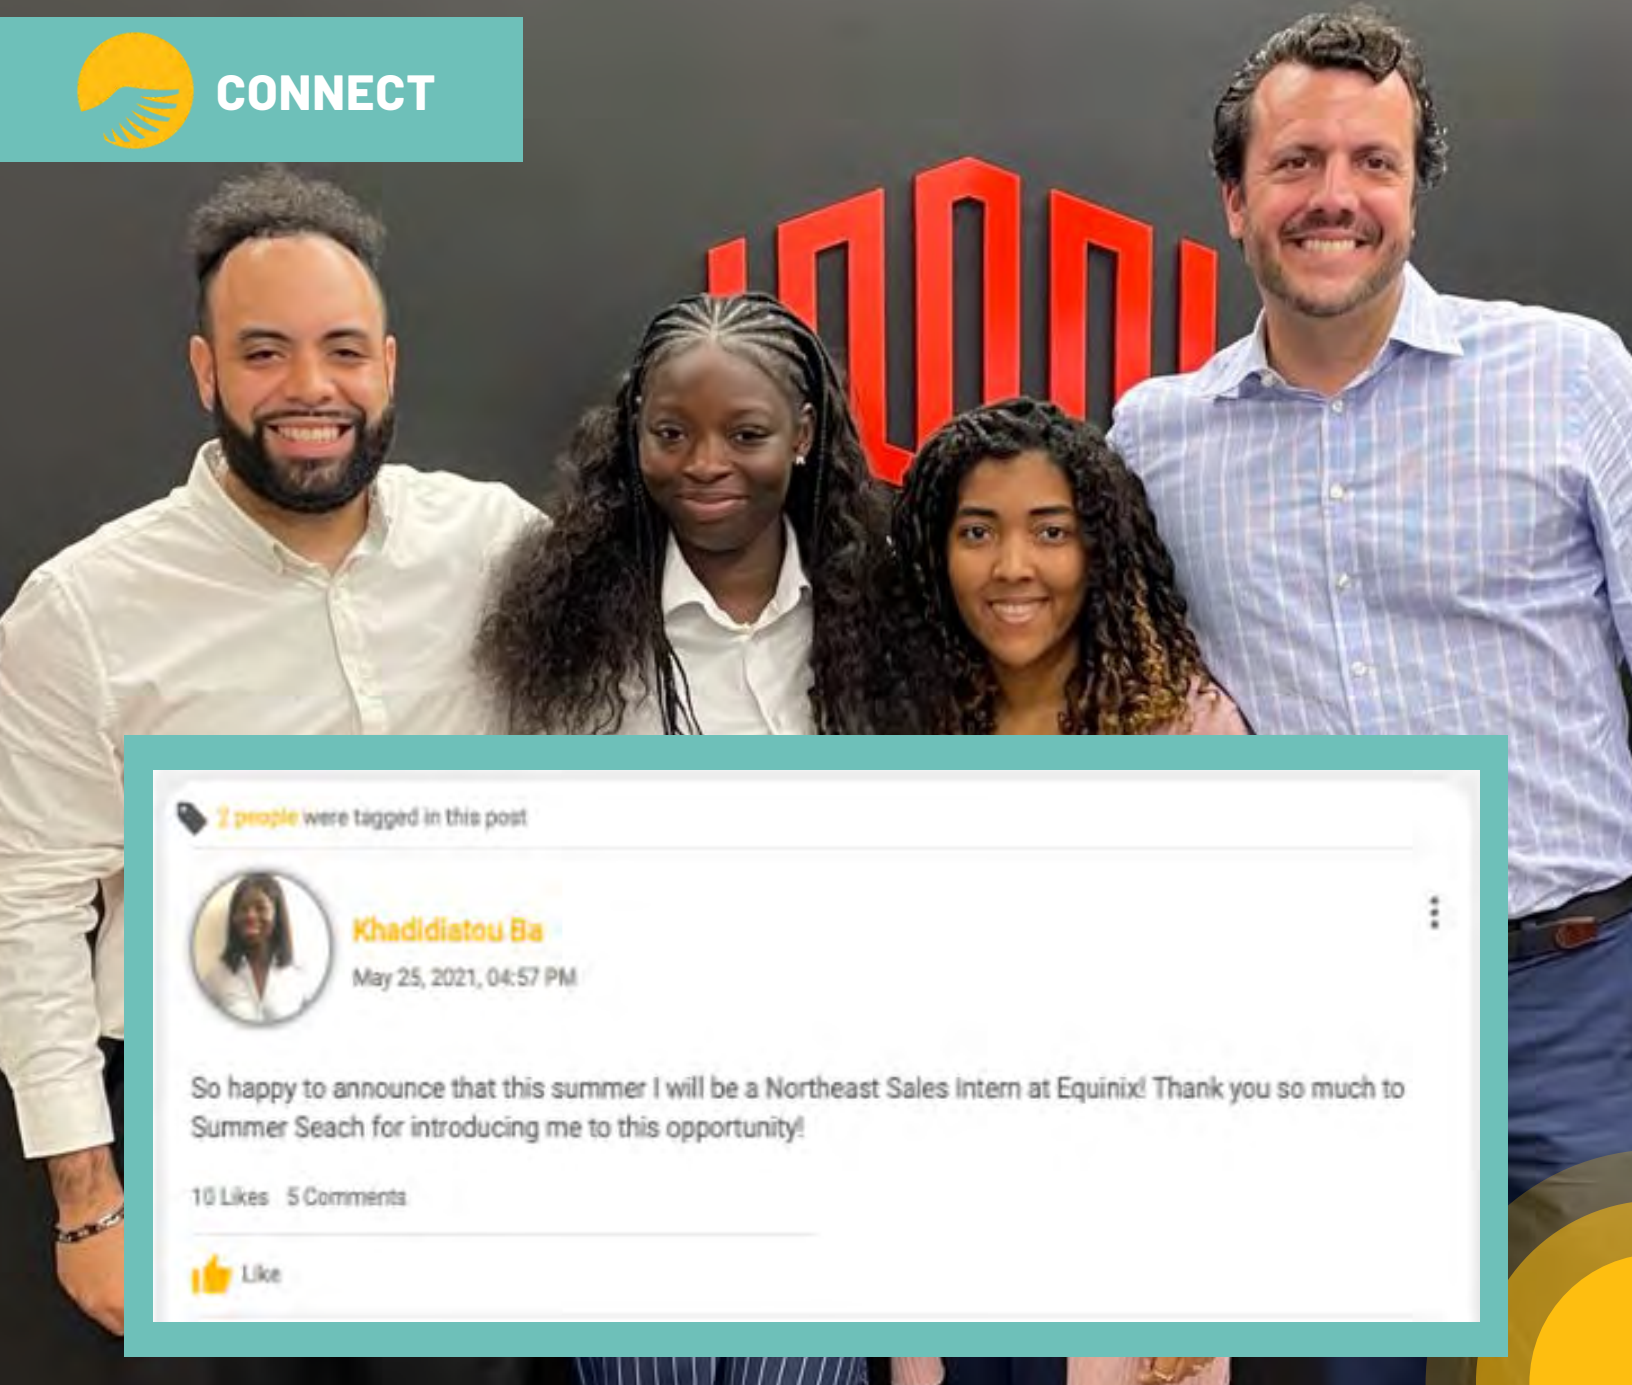 CONNECT
2 people were tagged in this post
Khadidiatou Ba
May 25, 2021, 04:57 PM
So happy to announce that this summer I will be a Northeast Sales Intern at Equinix! Thank you so much to
Summer Seach for introducing me to this opportunity!
10 Likes 5 Comments
Like